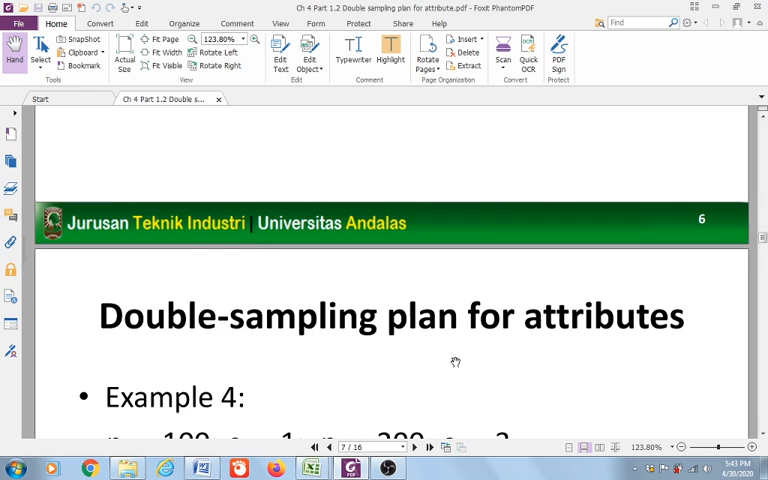 Ch 4 Part 1.2 Double sampling plan for attribute.pdf - Foxit PhantomPDF
File Home Convert Edit Organize Comment View Form Protect Share Help Find
Hand Select SnapShot Clipboard Bookmark
Actual Size Fit Page Fit Width Fit Visible 123.80% Rotate Left Rotate Right
Edit Text Edit Object Typewriter Highlight
Rotate Pages Insert Delete Extract
Scan Quick OCR PDF Sign
Tools View Edit Comment Page Organization Convert Protect
Start Ch 4 Part 1.2 Double s...
Jurusan Teknik Industri | Universitas Andalas 6
Double-sampling plan for attributes
• Example 4:
7 / 16 123.80%
5:43 PM
4/30/2020